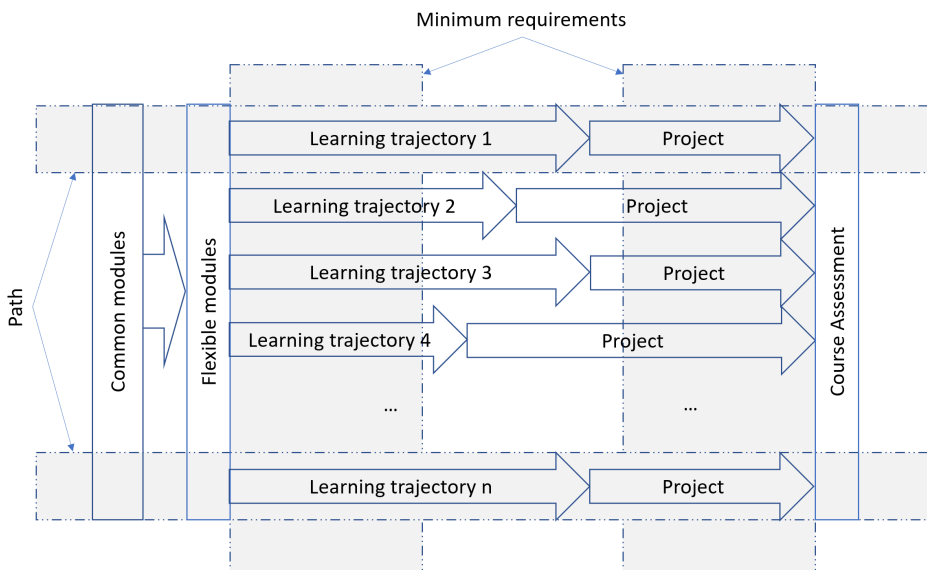 Minimum requirements
Learning trajectory 1
Project
Learning trajectory 2
Project
Learning trajectory 3
Project
Learning trajectory 4
Project
...
...
Learning trajectory n
Project
Path
Common modules
Flexible modules
Course Assessment